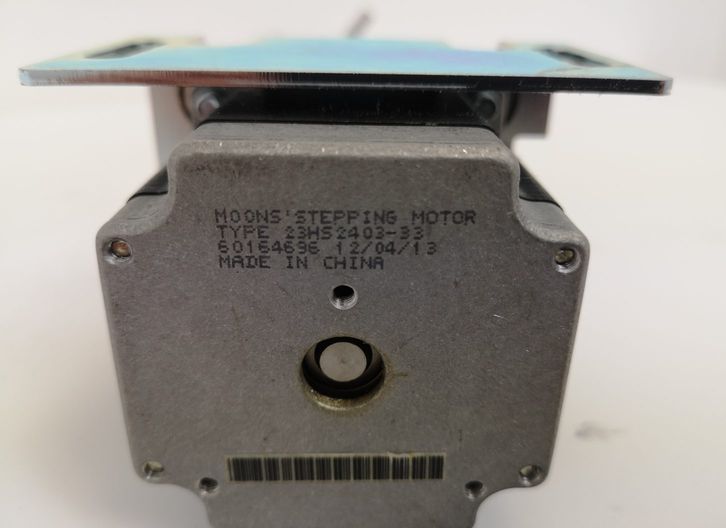 MOONS' STEPPING MOTOR
TYPE 23HS2403-33
60164696 12/04/13
MADE IN CHINA